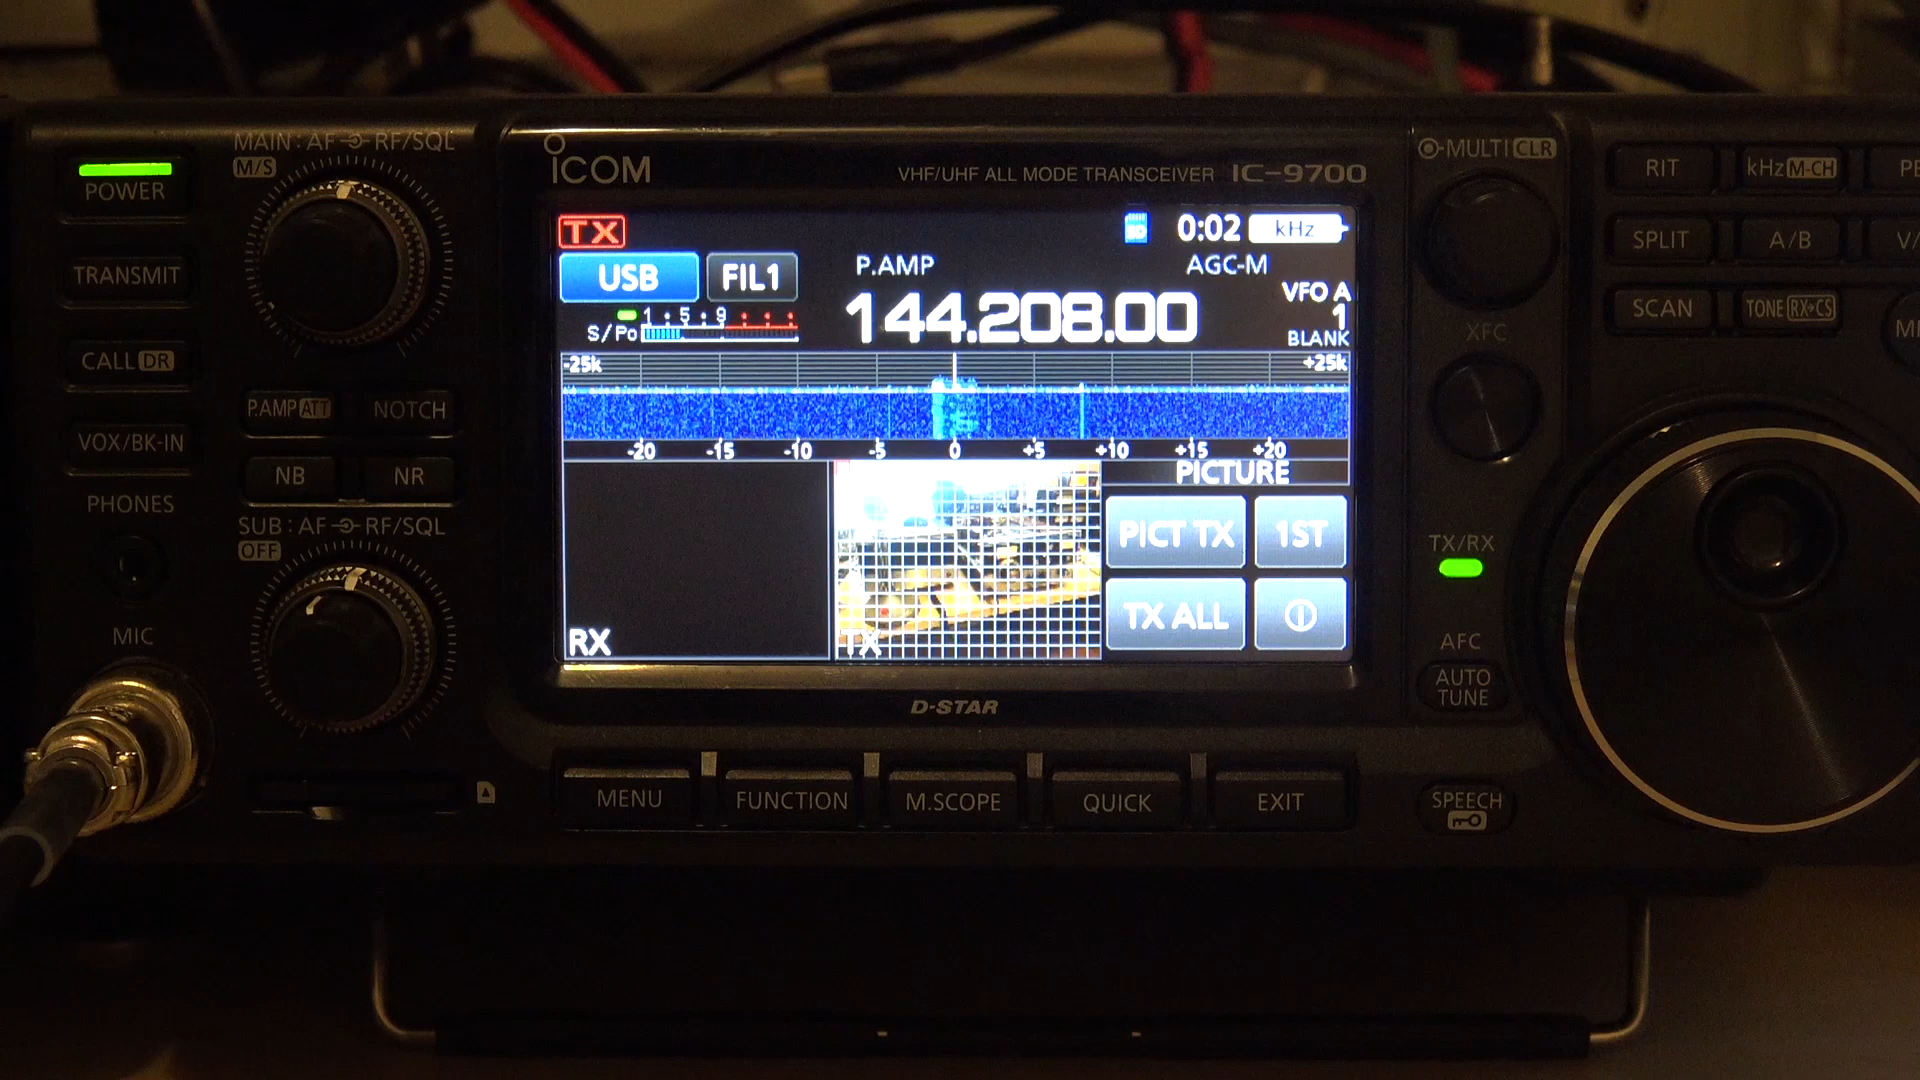 POWER
TRANSMIT
CALL DR
VOX/BK-IN
PHONES
MIC
MAIN : AF RF/SQL
M/S
P.AMP ATT
NOTCH
NB
NR
SUB : AF RF/SQL
OFF
ICOM
VHF/UHF ALL MODE TRANSCEIVER IC-9700
TX
SD
0:02
kHz
USB
FIL1
P.AMP
AGC-M
144.208.00
VFO A
1
BLANK
S/Po
1 · 5 · 9
-25k
+25k
-20 -15 -10 -5 0 +5 +10 +15 +20
RX
TX
PICTURE
PICT TX
1ST
TX ALL
D-STAR
MENU
FUNCTION
M.SCOPE
QUICK
EXIT
MULTI CLR
XFC
TX/RX
AFC
AUTO
TUNE
SPEECH
RIT
kHz M-CH
SPLIT
A/B
SCAN
TONE RX→CS